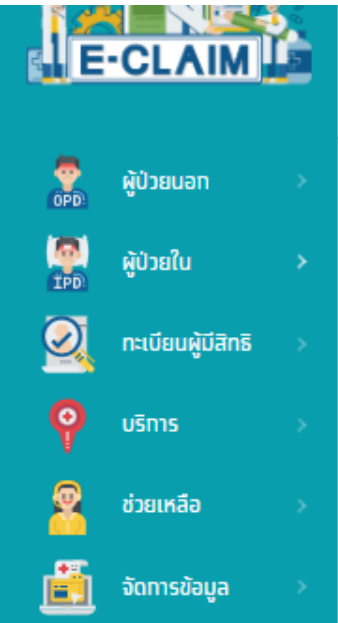 E-CLAIM
OPD
ผู้ป่วยนอก
IPD
ผู้ป่วยใน
ทะเบียนผู้มีสิทธิ
บริการ
ช่วยเหลือ
จัดการข้อมูล